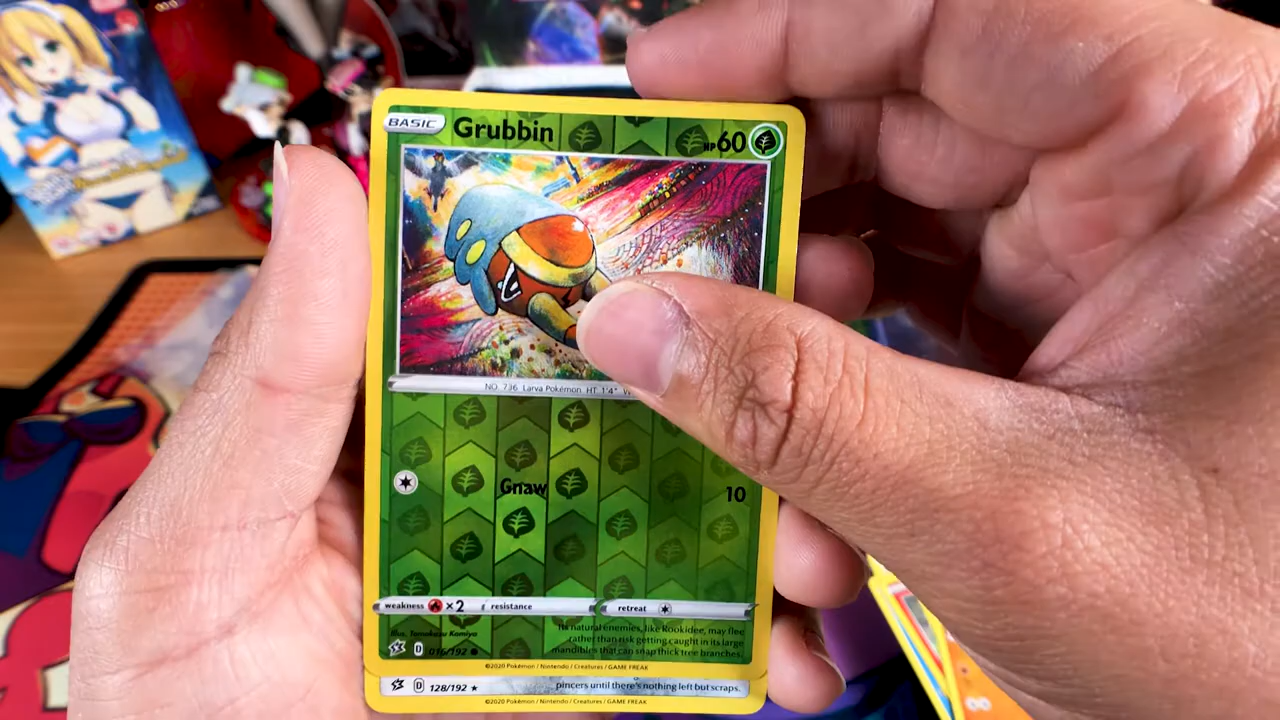 BASIC Grubbin HP60
NO. 736 Larva Pokémon HT 1'4"
Gnaw 10
weakness ×2 resistance retreat
Illus. Tomokazu Komiya
Its natural enemies, like Rookidee, may flee
rather than risk getting caught in its large
mandibles that can snap thick tree branches.
D 016/192
©2020 Pokémon / Nintendo / Creatures / GAME FREAK
D 128/192 ★
pincers until there's nothing left but scraps.
©2020 Pokémon / Nintendo / Creatures / GAME FREAK